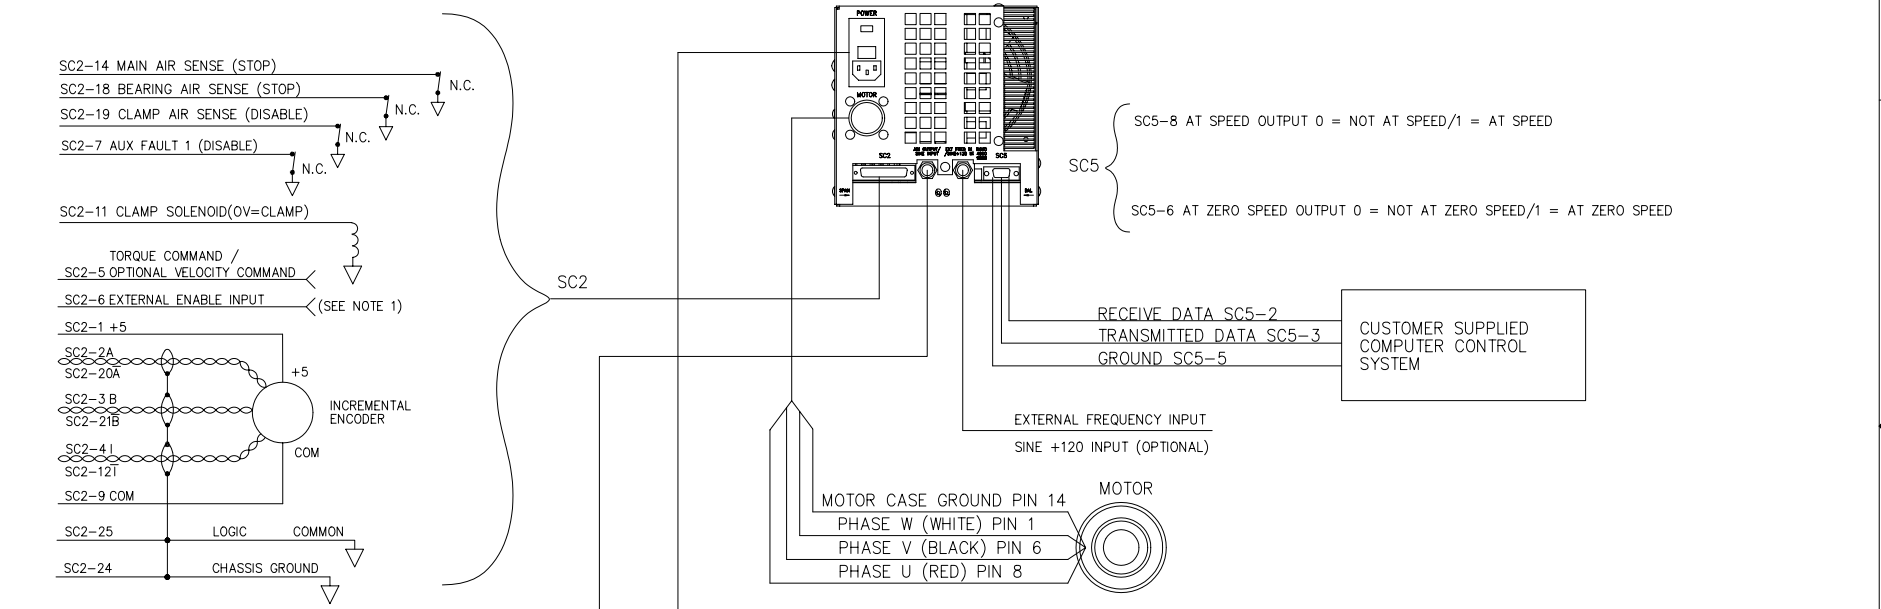 SC2-14 MAIN AIR SENSE (STOP)
N.C.
SC2-18 BEARING AIR SENSE (STOP)
N.C.
SC2-19 CLAMP AIR SENSE (DISABLE)
N.C.
SC2-7 AUX FAULT 1 (DISABLE)
N.C.
SC2-11 CLAMP SOLENOID(0V=CLAMP)
TORQUE COMMAND /
SC2-5 OPTIONAL VELOCITY COMMAND
SC2-6 EXTERNAL ENABLE INPUT
(SEE NOTE 1)
SC2-1 +5
SC2-2A
SC2-20A̅
+5
SC2-3 B
SC2-21B̅
INCREMENTAL
ENCODER
SC2-4 I
SC2-12I̅
COM
SC2-9 COM
SC2-25 LOGIC COMMON
SC2-24 CHASSIS GROUND
SC2
POWER
MOTOR
SC2
SC5
SC5
SC5-8 AT SPEED OUTPUT 0 = NOT AT SPEED/1 = AT SPEED
SC5-6 AT ZERO SPEED OUTPUT 0 = NOT AT ZERO SPEED/1 = AT ZERO SPEED
RECEIVE DATA SC5-2
TRANSMITTED DATA SC5-3
GROUND SC5-5
CUSTOMER SUPPLIED
COMPUTER CONTROL
SYSTEM
EXTERNAL FREQUENCY INPUT
SINE +120 INPUT (OPTIONAL)
MOTOR
MOTOR CASE GROUND PIN 14
PHASE W (WHITE) PIN 1
PHASE V (BLACK) PIN 6
PHASE U (RED) PIN 8